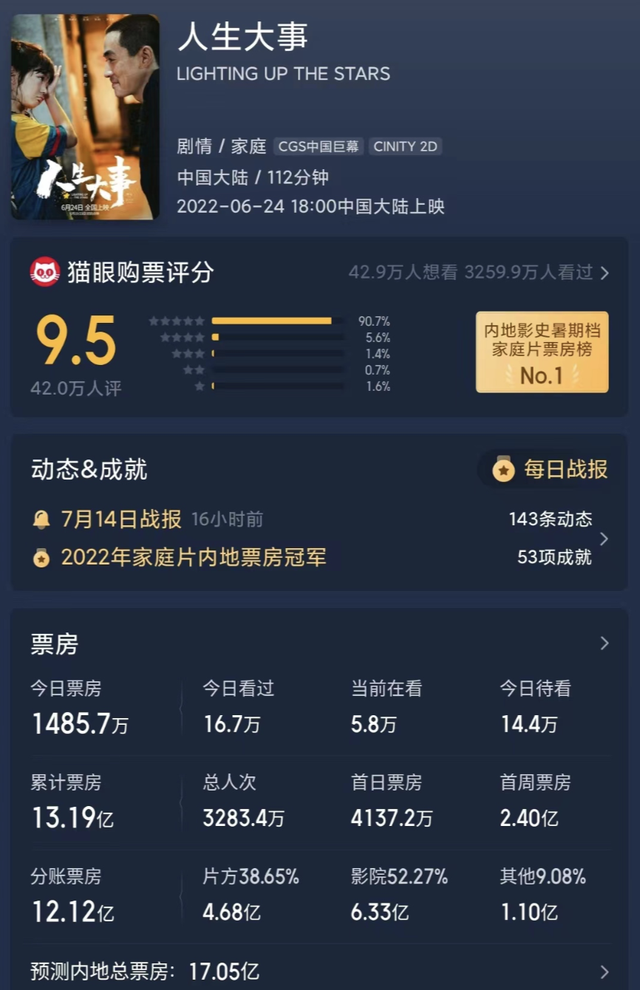 人生大事
LIGHTING UP THE STARS
剧情 / 家庭 CGS中国巨幕 CINITY 2D
中国大陆 / 112分钟
2022-06-24 18:00中国大陆上映
人生大事
6月24日 全国上映
猫眼购票评分
42.9万人想看 3259.9万人看过
9.5
42.0万人评
90.7%
5.6%
1.4%
0.7%
1.6%
内地影史暑期档
家庭片票房榜
No.1
动态&成就
每日战报
7月14日战报 16小时前
143条动态
2022年家庭片内地票房冠军
53项成就
票房
今日票房 今日看过 当前在看 今日待看
1485.7万 16.7万 5.8万 14.4万
累计票房 总人次 首日票房 首周票房
13.19亿 3283.4万 4137.2万 2.40亿
分账票房 片方38.65% 影院52.27% 其他9.08%
12.12亿 4.68亿 6.33亿 1.10亿
预测内地总票房：17.05亿